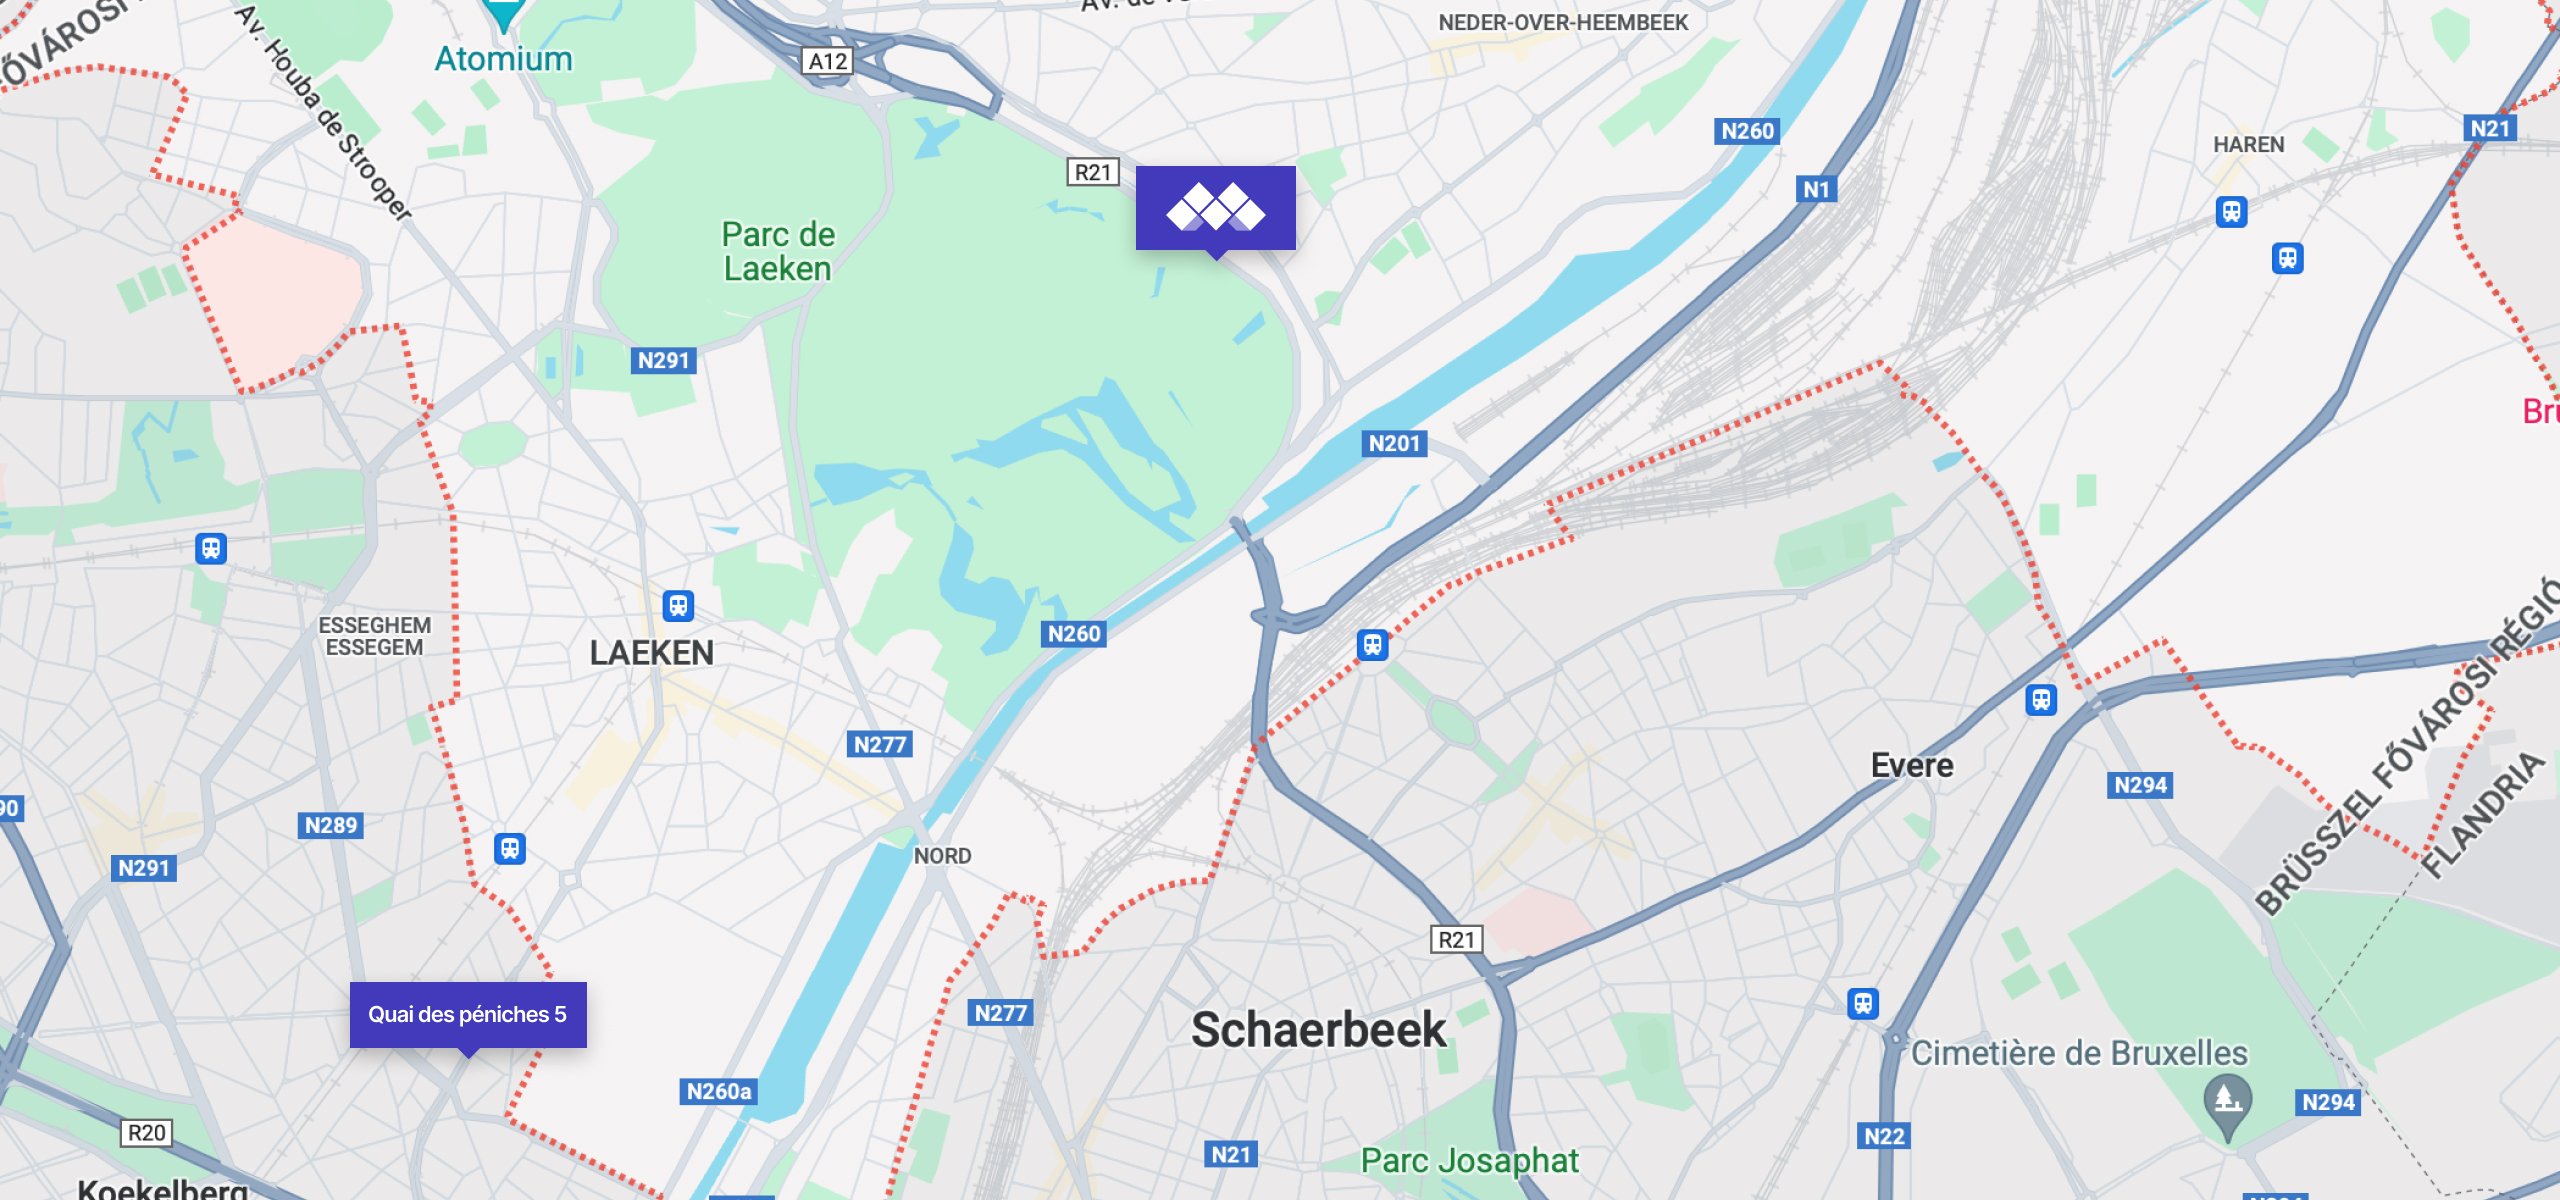 FŐVÁROSI
Av. Houba de Strooper
Atomium
A12
NEDER-OVER-HEEMBEEK
N260
N21
HAREN
R21
N1
Parc de
Laeken
N291
N201
ESSEGHEM
ESSEGEM
LAEKEN
N260
N277
Evere
N294
BRÜSSZEL FŐVÁROSI RÉGIÓ
FLANDRIA
N289
N291
NORD
R21
Quai des péniches 5
N277
Schaerbeek
Cimetière de Bruxelles
N260a
N294
R20
N22
N21
Parc Josaphat
Koekelberg